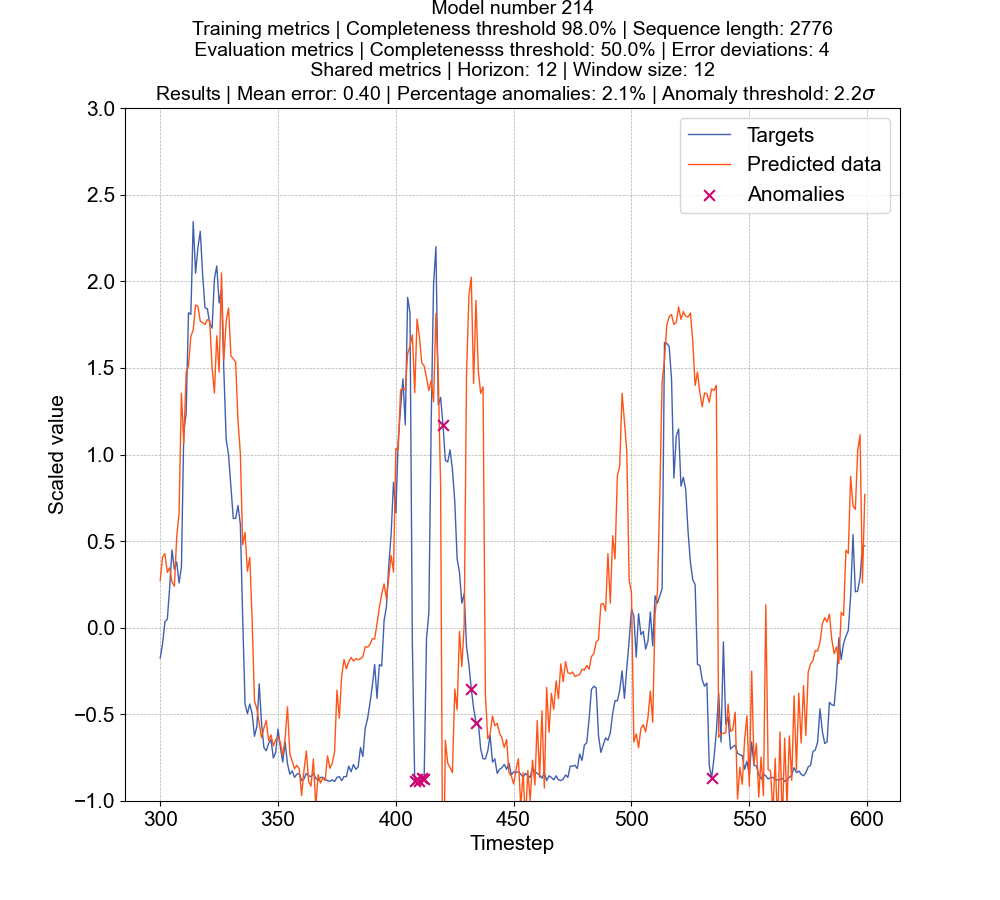 Model number 214
Training metrics | Completeness threshold 98.0% | Sequence length: 2776
Evaluation metrics | Completenesss threshold: 50.0% | Error deviations: 4
Shared metrics | Horizon: 12 | Window size: 12
Results | Mean error: 0.40 | Percentage anomalies: 2.1% | Anomaly threshold: 2.2σ
Targets
Predicted data
Anomalies
3.0
2.5
2.0
1.5
1.0
0.5
0.0
−0.5
−1.0
Scaled value
300
350
400
450
500
550
600
Timestep